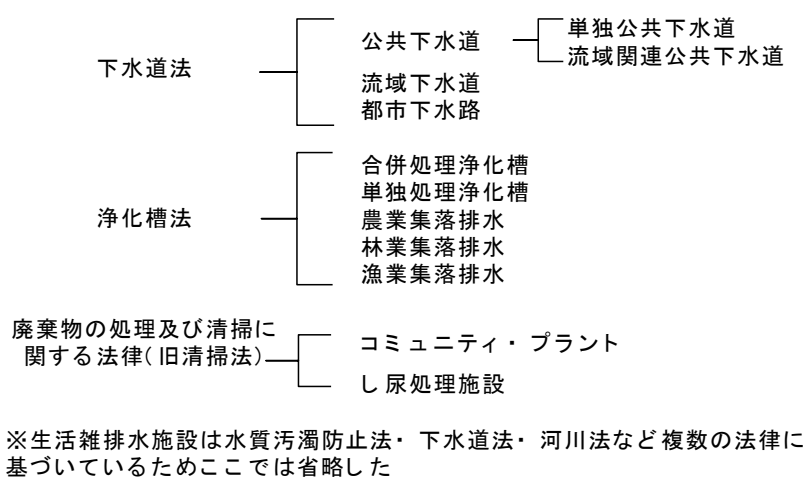 下水道法
公共下水道
単独公共下水道
流域関連公共下水道
流域下水道
都市下水路
浄化槽法
合併処理浄化槽
単独処理浄化槽
農業集落排水
林業集落排水
漁業集落排水
廃棄物の処理及び清掃に
関する法律(旧清掃法)
コミュニティ・プラント
し尿処理施設
※生活雑排水施設は水質汚濁防止法・下水道法・河川法など複数の法律に
基づいているためここでは省略した